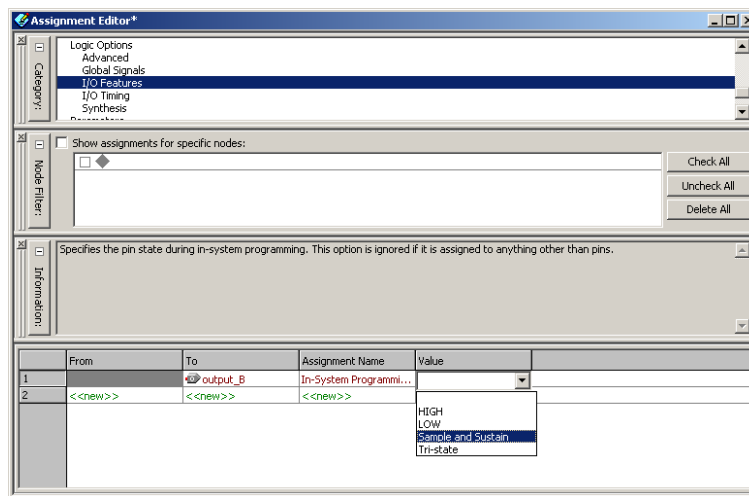 Assignment Editor*
Category:
Logic Options
Advanced
Global Signals
I/O Features
I/O Timing
Synthesis
Parameters
Node Filter:
Show assignments for specific nodes:
Check All
Uncheck All
Delete All
Information:
Specifies the pin state during in-system programming. This option is ignored if it is assigned to anything other than pins.
From To Assignment Name Value
1 output_B In-System Programmi...
2 <<new>> <<new>> <<new>>
HIGH
LOW
Sample and Sustain
Tri-state